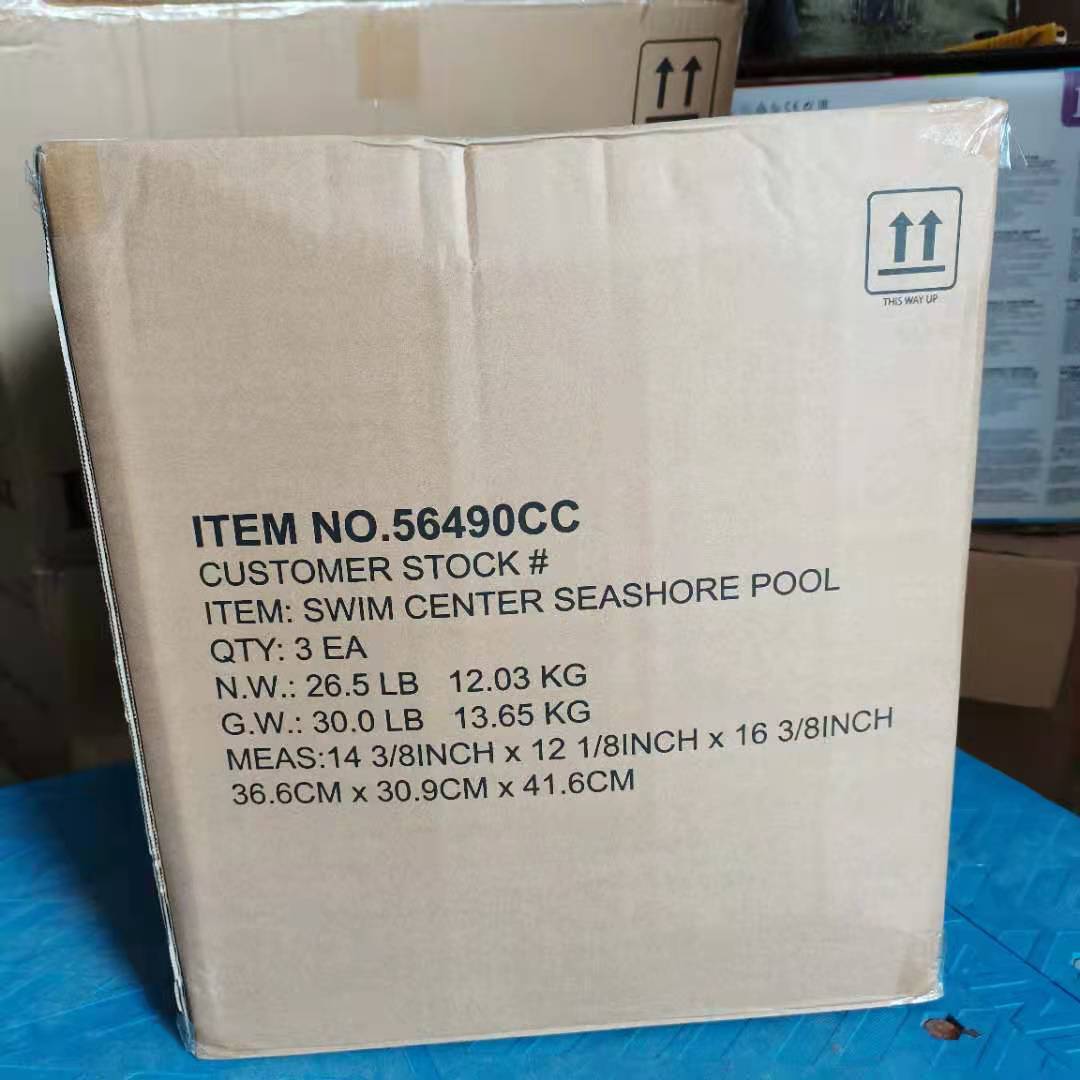 THIS WAY UP
ITEM NO.56490CC
CUSTOMER STOCK #
ITEM: SWIM CENTER SEASHORE POOL
QTY: 3 EA
N.W.: 26.5 LB 12.03 KG
G.W.: 30.0 LB 13.65 KG
MEAS:14 3/8INCH x 12 1/8INCH x 16 3/8INCH
36.6CM x 30.9CM x 41.6CM